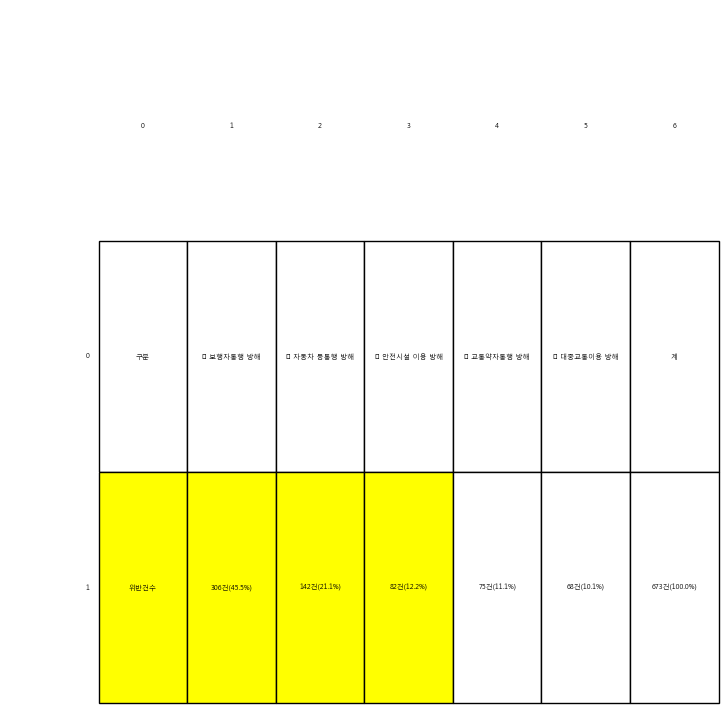 0 1 2 3 4 5 6
0 구분 보행자통행 방해 자동차 등통행 방해 안전시설 이용 방해 교통약자통행 방해 대중교통이용 방해 계
1 위반건수 306건(45.5%) 142건(21.1%) 82건(12.2%) 75건(11.1%) 68건(10.1%) 673건(100.0%)